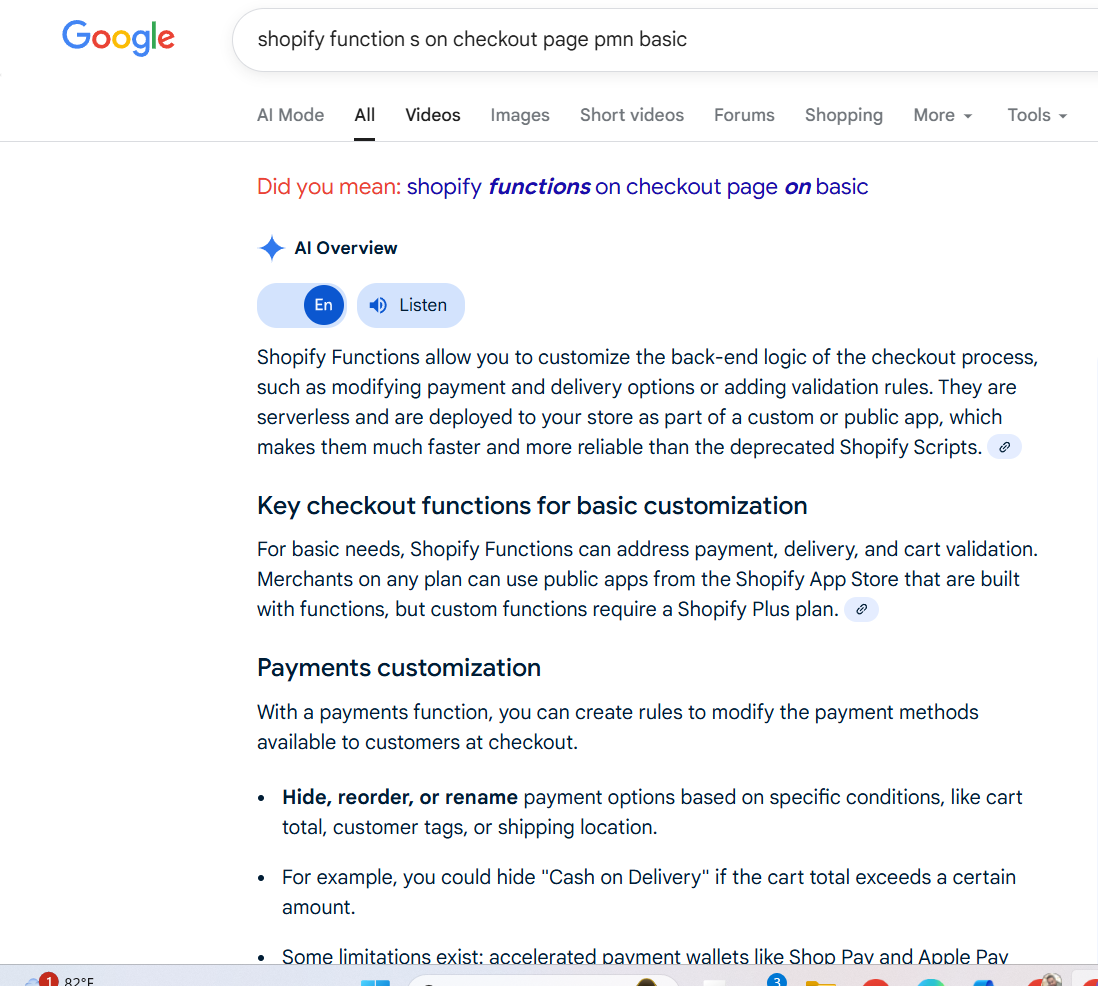 Google
shopify function s on checkout page pmn basic
AI Mode All Videos Images Short videos Forums Shopping More Tools
Did you mean: shopify functions on checkout page on basic
AI Overview
En Listen
Shopify Functions allow you to customize the back-end logic of the checkout process,
such as modifying payment and delivery options or adding validation rules. They are
serverless and are deployed to your store as part of a custom or public app, which
makes them much faster and more reliable than the deprecated Shopify Scripts.
Key checkout functions for basic customization
For basic needs, Shopify Functions can address payment, delivery, and cart validation.
Merchants on any plan can use public apps from the Shopify App Store that are built
with functions, but custom functions require a Shopify Plus plan.
Payments customization
With a payments function, you can create rules to modify the payment methods
available to customers at checkout.
• Hide, reorder, or rename payment options based on specific conditions, like cart
total, customer tags, or shipping location.
• For example, you could hide "Cash on Delivery" if the cart total exceeds a certain
amount.
• Some limitations exist: accelerated payment wallets like Shop Pay and Apple Pay
1 82°F 3